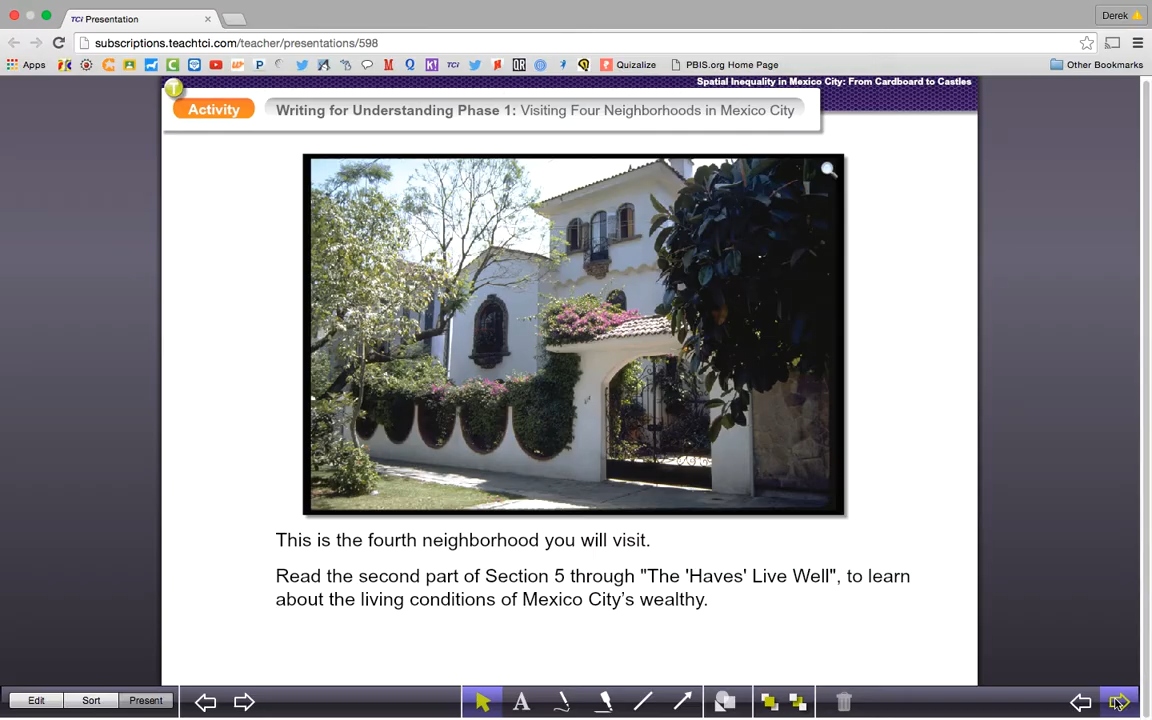 TCi Presentation
Derek
subscriptions.teachtci.com/teacher/presentations/598
Apps
Quizalize
PBIS.org Home Page
Other Bookmarks
Spatial Inequality in Mexico City: From Cardboard to Castles
Activity
Writing for Understanding Phase 1: Visiting Four Neighborhoods in Mexico City
This is the fourth neighborhood you will visit.
Read the second part of Section 5 through "The 'Haves' Live Well", to learn
about the living conditions of Mexico City's wealthy.
Edit Sort Present